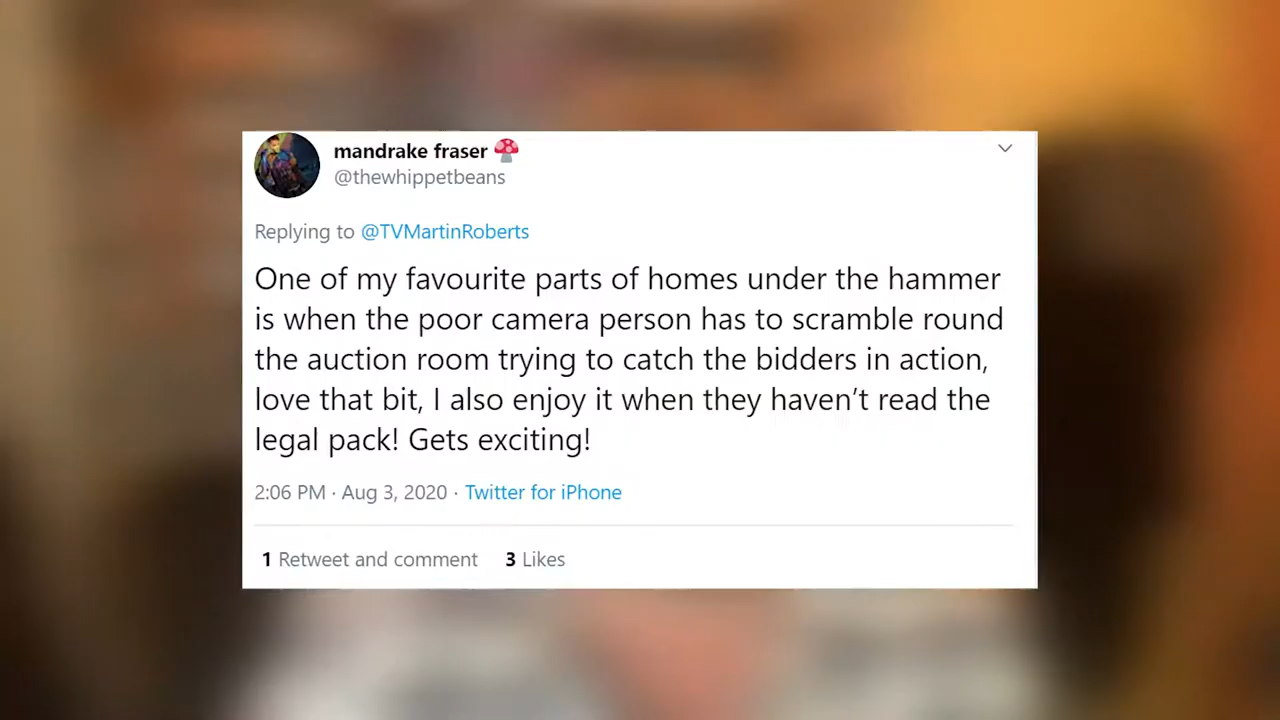 mandrake fraser 🍄
@thewhippetbeans
Replying to @TVMartinRoberts
One of my favourite parts of homes under the hammer
is when the poor camera person has to scramble round
the auction room trying to catch the bidders in action,
love that bit, I also enjoy it when they haven’t read the
legal pack! Gets exciting!
2:06 PM · Aug 3, 2020 · Twitter for iPhone
1 Retweet and comment 3 Likes